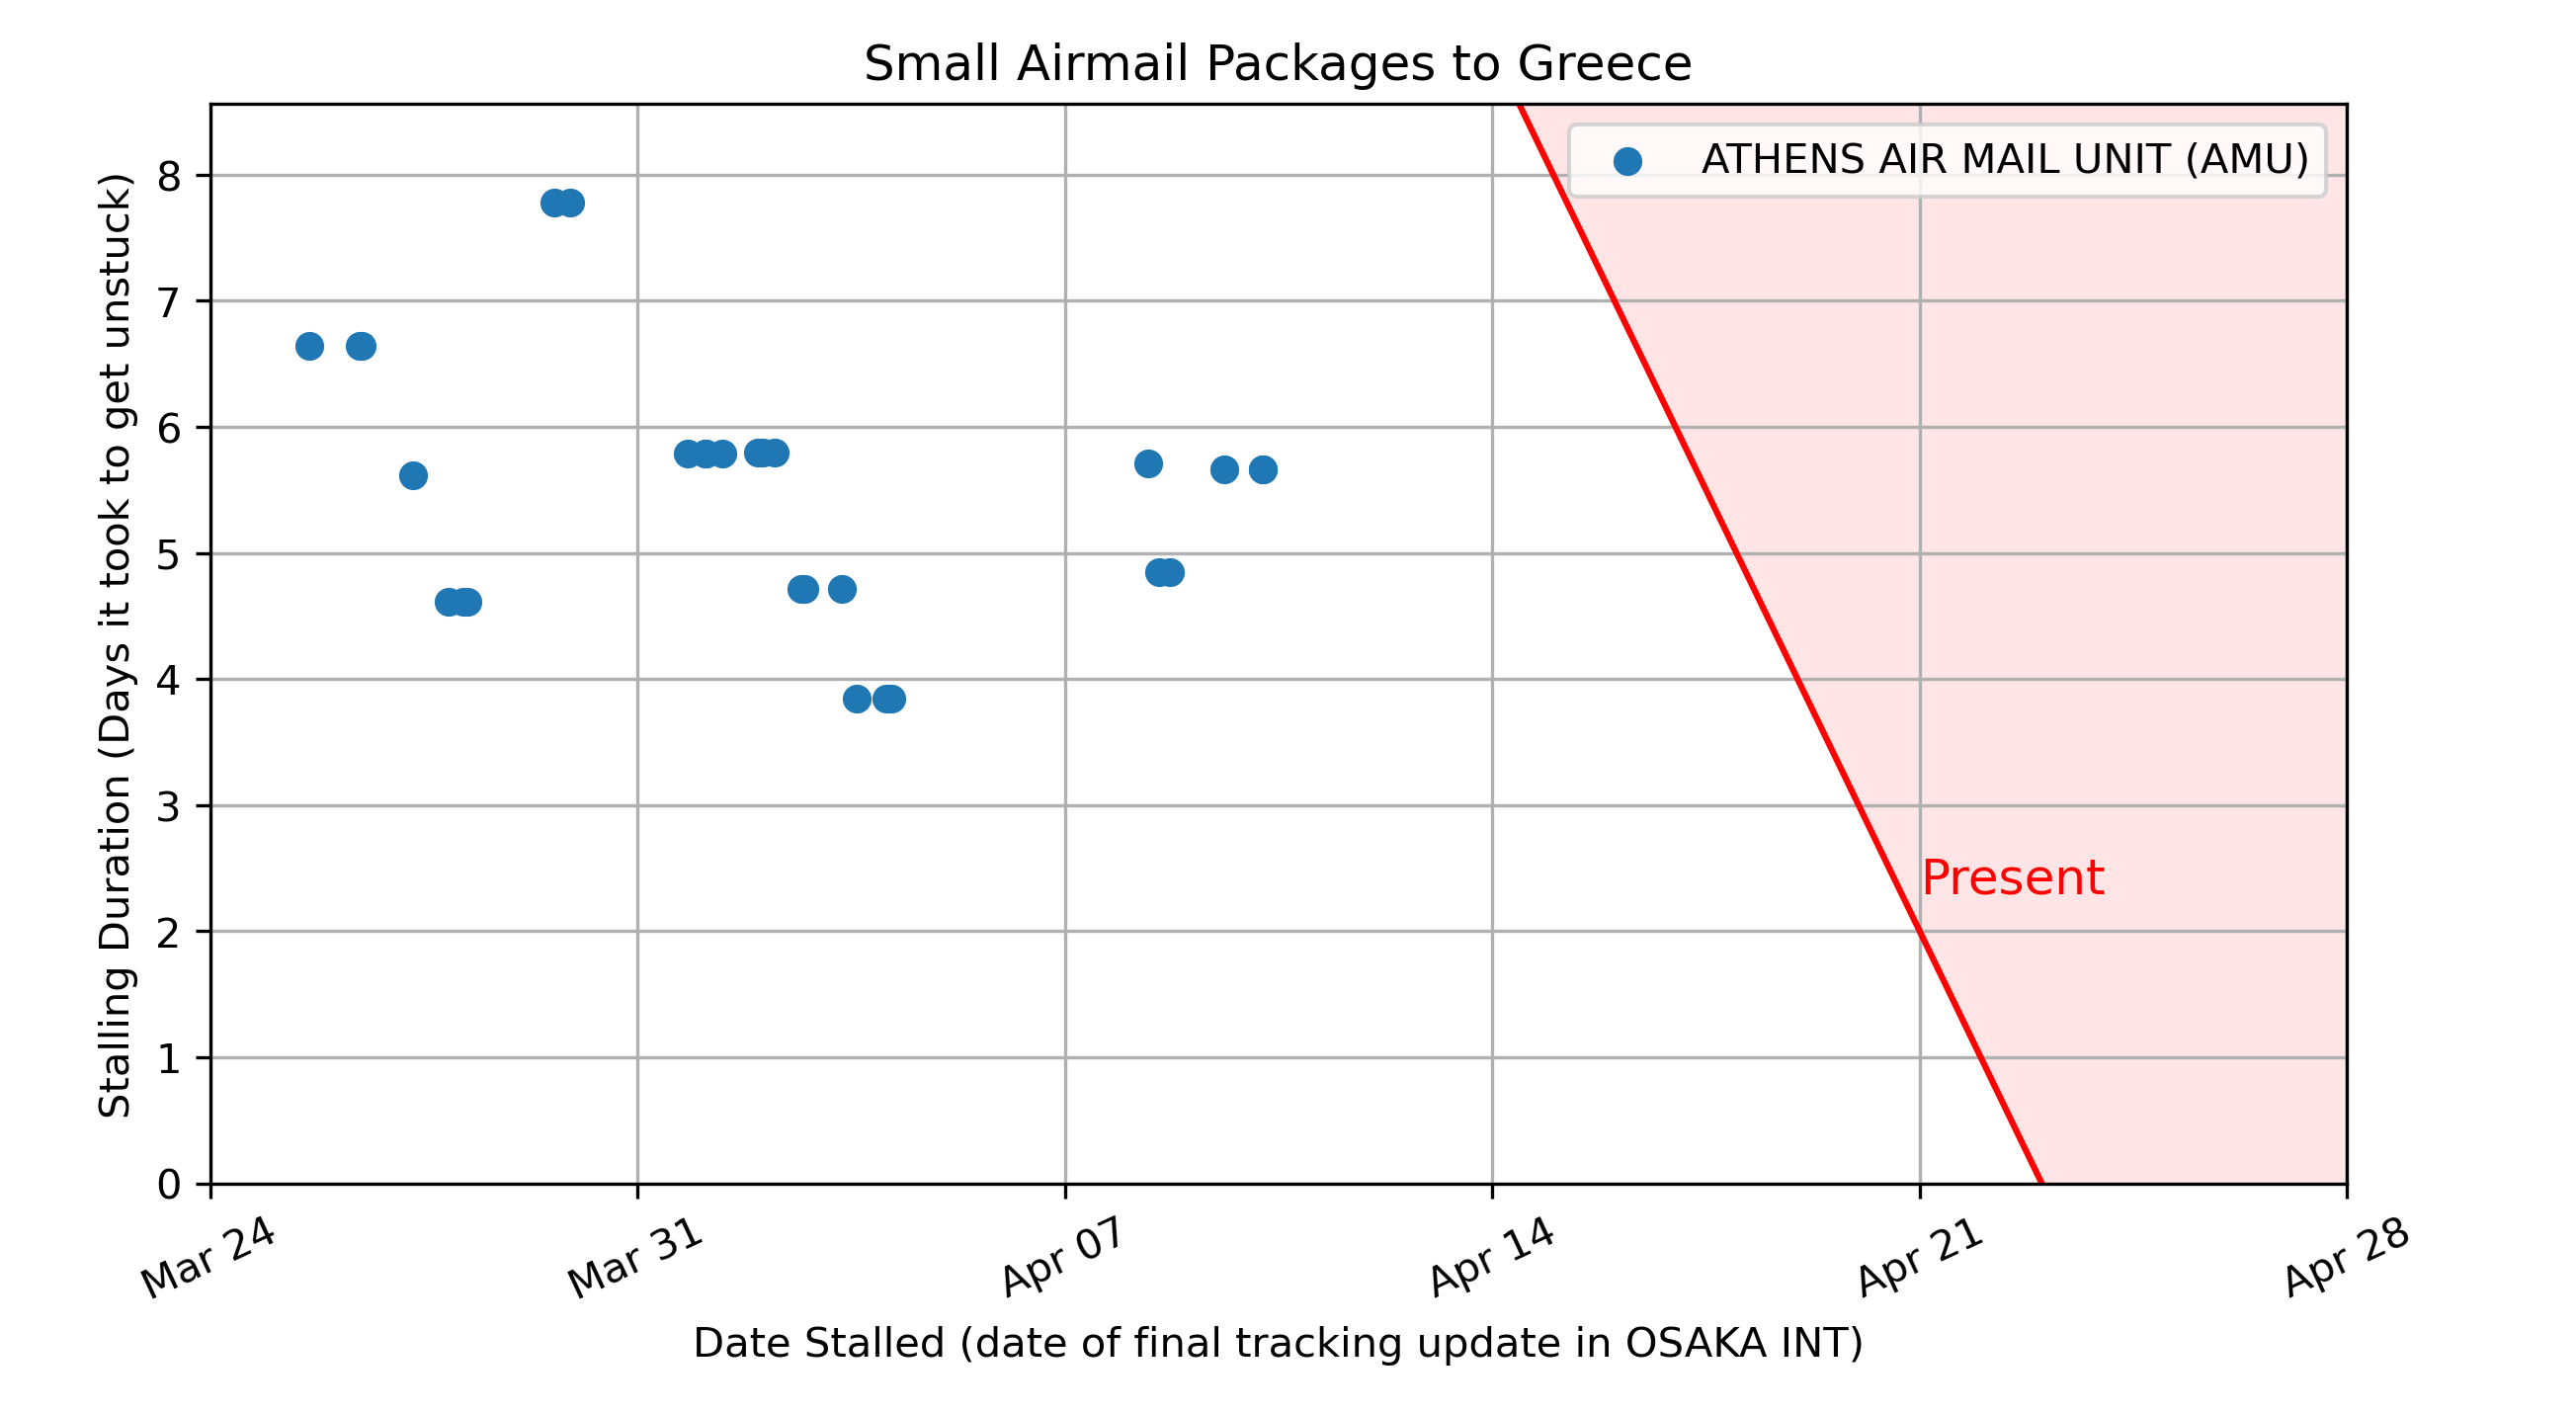 Small Airmail Packages to Greece
ATHENS AIR MAIL UNIT (AMU)
Stalling Duration (Days it took to get unstuck)
8
7
6
5
4
3
2
1
0
Present
Mar 24
Mar 31
Apr 07
Apr 14
Apr 21
Apr 28
Date Stalled (date of final tracking update in OSAKA INT)